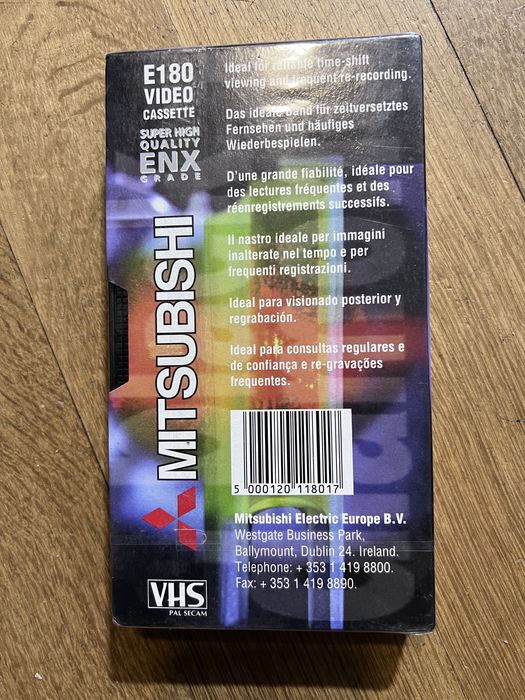 E180
VIDEO
CASSETTE
SUPER HIGH
QUALITY
ENX
GRADE
MITSUBISHI
VHS
PAL SECAM
Ideal for reliable time-shift
viewing and frequent re-recording.
Das ideale Band für zeitversetztes
Fernsehen und häufiges
Wiederbespielen.
D'une grande fiabilité, idéale pour
des lectures fréquentes et des
réenregistrements successifs.
Il nastro ideale per immagini
inalterate nel tempo e per
frequenti registrazioni.
Ideal para visionado posterior y
regrabación.
Ideal para consultas regulares e
de confiança e re-gravações
frequentes.
5 000120 118017
Mitsubishi Electric Europe B.V.
Westgate Business Park,
Ballymount, Dublin 24. Ireland.
Telephone: + 353 1 419 8800.
Fax: + 353 1 419 8890.